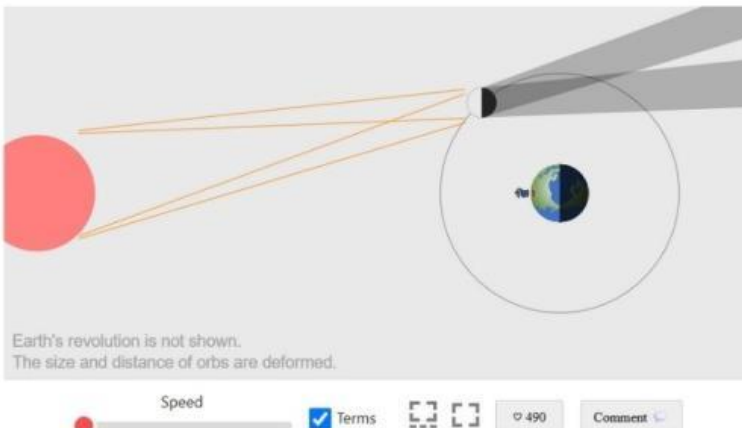 Earth's revolution is not shown.
The size and distance of orbs are deformed.
Speed
Terms
♡ 490
Comment